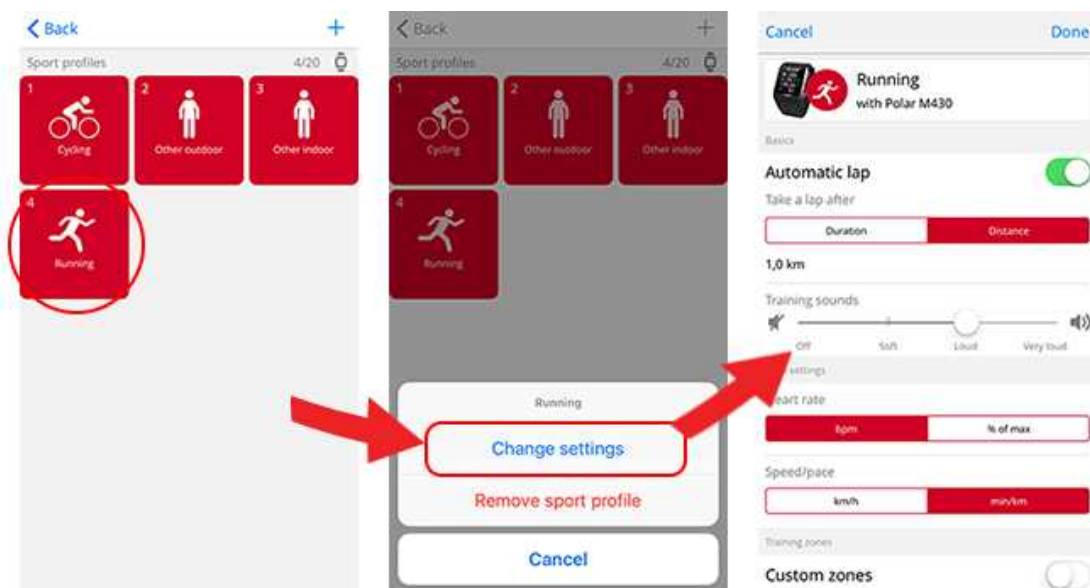 Back
+
Sport profiles 4/20
1
Cycling
2
Other outdoor
3
Other indoor
4
Running
Back
+
Sport profiles 4/20
1
Cycling
2
Other outdoor
3
Other indoor
4
Running
Running
Change settings
Remove sport profile
Cancel
Cancel Done
Running
with Polar M430
Basics
Automatic lap
Take a lap after
Duration Distance
1,0 km
Training sounds
Off Soft Loud Very loud
settings
eart rate
Bpm % of max
Speed/pace
km/h min/km
Training zones
Custom zones